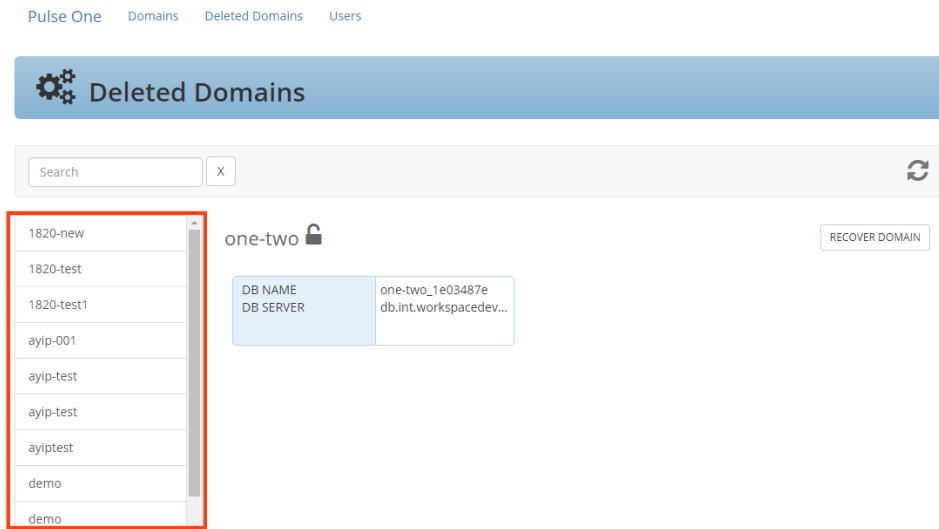 Pulse One Domains Deleted Domains Users
Deleted Domains
Search X
1820-new
1820-test
1820-test1
ayip-001
ayip-test
ayip-test
ayiptest
demo
demo
one-two
RECOVER DOMAIN
DB NAME one-two_1e03487e
DB SERVER db.int.workspacedev...